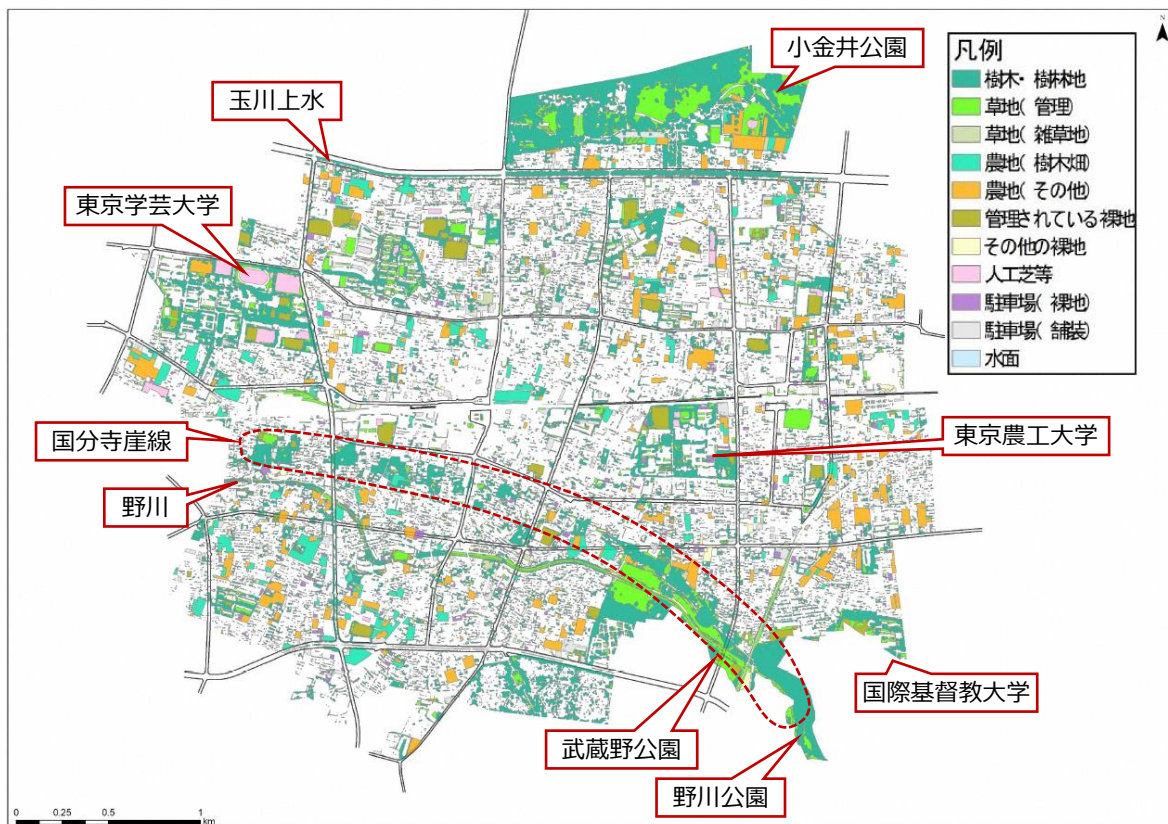 小金井公園
N
凡例
樹木・樹林地
草地(管理)
草地(雑草地)
農地(樹木畑)
農地(その他)
管理されている裸地
その他の裸地
人工芝等
駐車場(裸地)
駐車場(舗装)
水面
玉川上水
東京学芸大学
国分寺崖線
東京農工大学
野川
国際基督教大学
武蔵野公園
野川公園
0 0.25 0.5 1
km